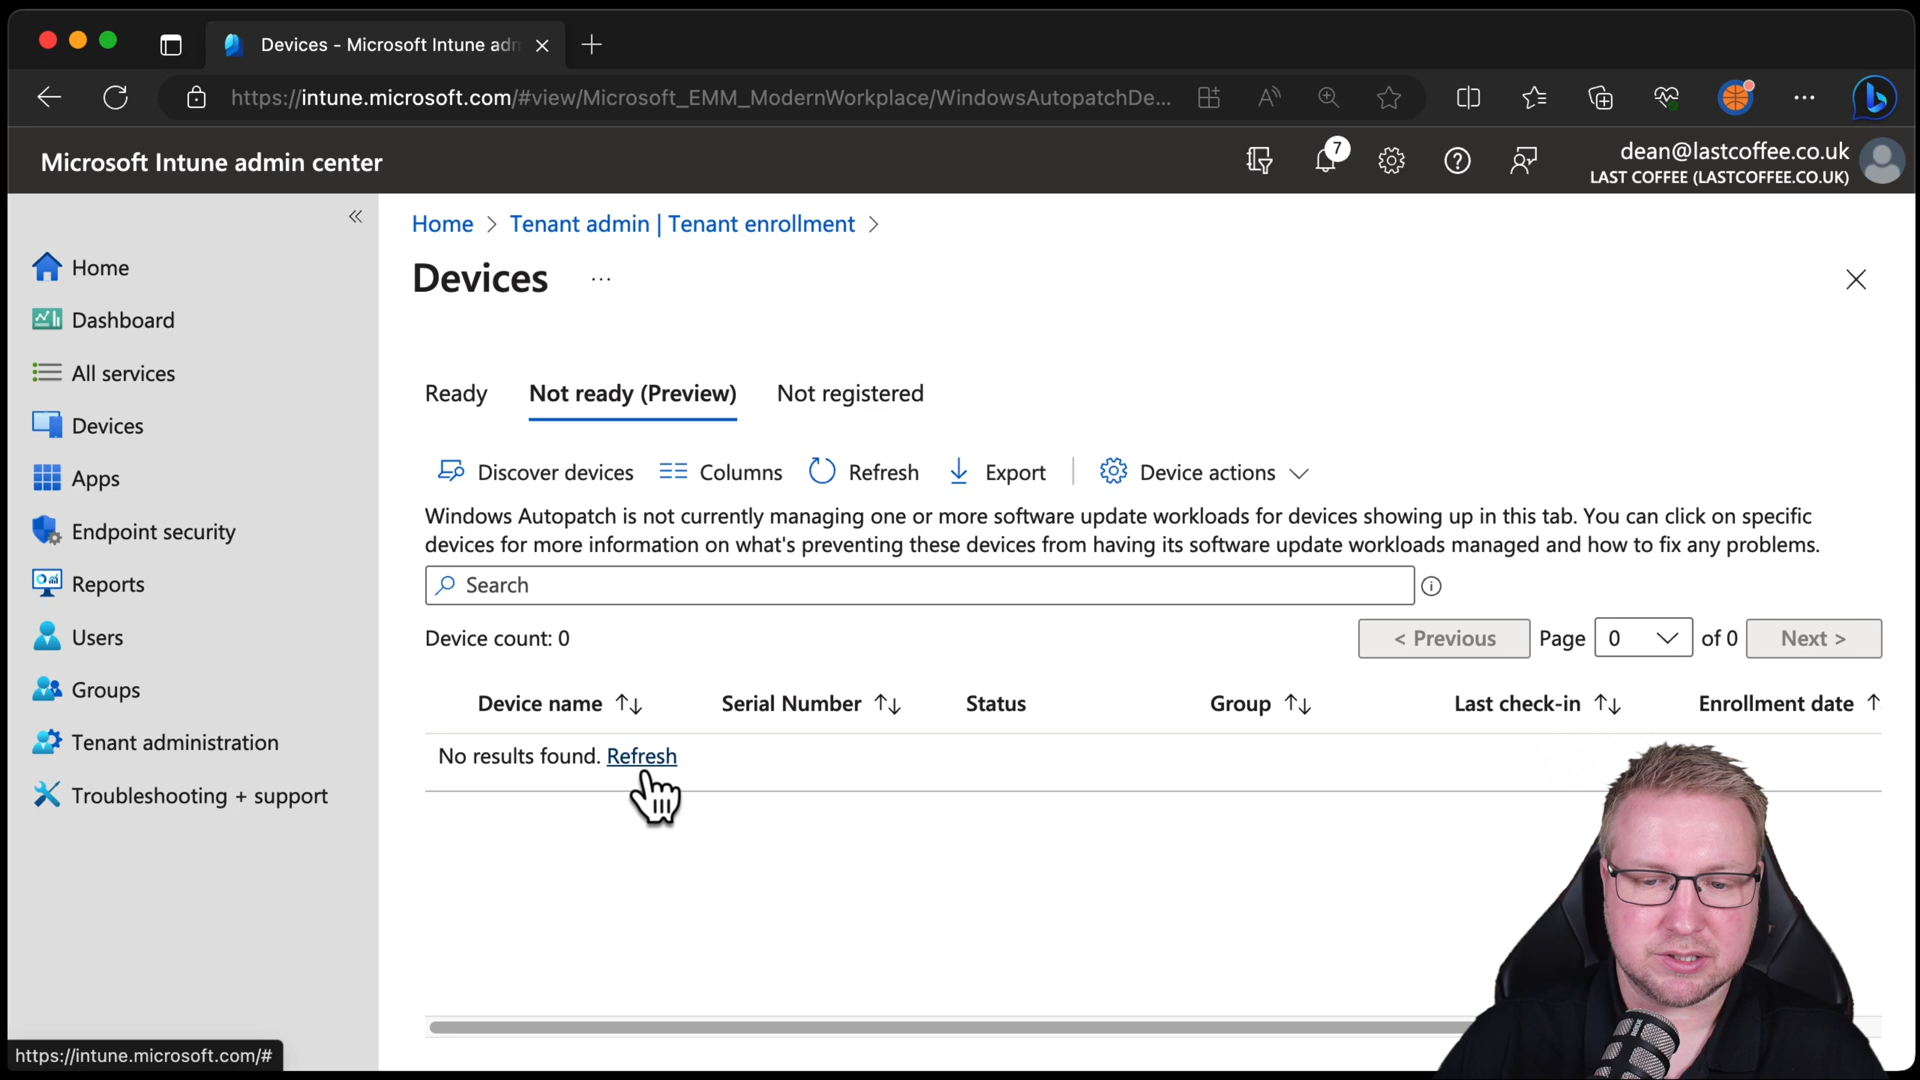 Devices - Microsoft Intune adm
https://intune.microsoft.com/#view/Microsoft_EMM_ModernWorkplace/WindowsAutopatchDe...
Microsoft Intune admin center
7
dean@lastcoffee.co.uk
LAST COFFEE (LASTCOFFEE.CO.UK)
Home
Dashboard
All services
Devices
Apps
Endpoint security
Reports
Users
Groups
Tenant administration
Troubleshooting + support
Home > Tenant admin | Tenant enrollment >
Devices ...
Ready Not ready (Preview) Not registered
Discover devices Columns Refresh Export Device actions
Windows Autopatch is not currently managing one or more software update workloads for devices showing up in this tab. You can click on specific
devices for more information on what's preventing these devices from having its software update workloads managed and how to fix any problems.
Search
Device count: 0
< Previous Page 0 of 0 Next >
Device name Serial Number Status Group Last check-in Enrollment date
No results found. Refresh
https://intune.microsoft.com/#